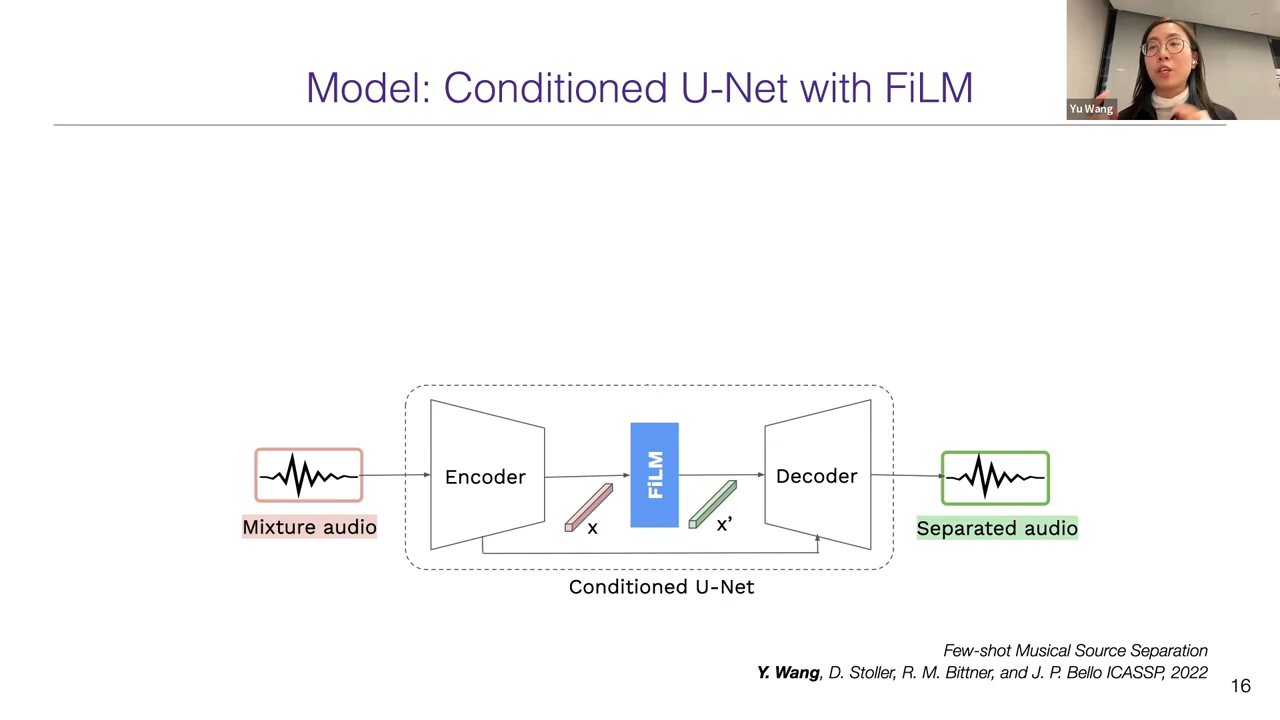 Model: Conditioned U-Net with FiLM
Yu Wang
Encoder
FiLM
Decoder
x
x’
Mixture audio
Separated audio
Conditioned U-Net
Few-shot Musical Source Separation
Y. Wang, D. Stoller, R. M. Bittner, and J. P. Bello ICASSP, 2022
16